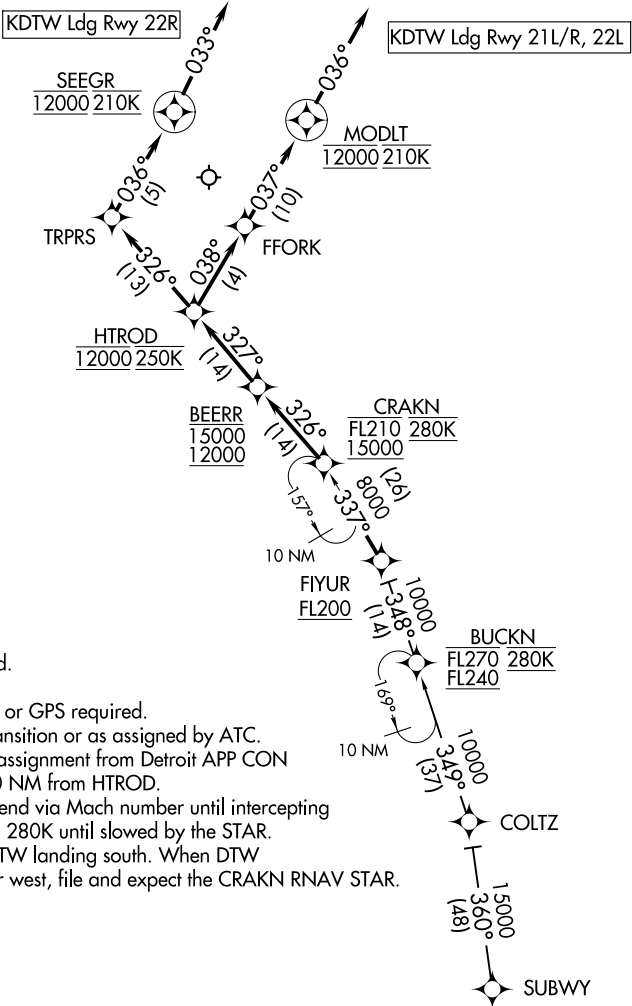 KDTW Ldg Rwy 22R
033°
036°
KDTW Ldg Rwy 21L/R, 22L
SEEGR
12000 210K
MODLT
12000 210K
036°
(5)
037°
(10)
TRPRS
FFORK
326°
(13)
038°
(4)
HTROD
12000 250K
327°
(14)
BEERR
15000
12000
326°
(14)
CRAKN
FL210 280K
15000
157°
10 NM
(26)
8000
337°
FIYUR
FL200
10000
348°
(14)
BUCKN
FL270 280K
FL240
169°
10 NM
10000
349°
(37)
COLTZ
15000
360°
(48)
SUBWY
d.
or GPS required.
ansition or as assigned by ATC.
assignment from Detroit APP CON
0 NM from HTROD.
end via Mach number until intercepting
280K until slowed by the STAR.
TW landing south. When DTW
r west, file and expect the CRAKN RNAV STAR.